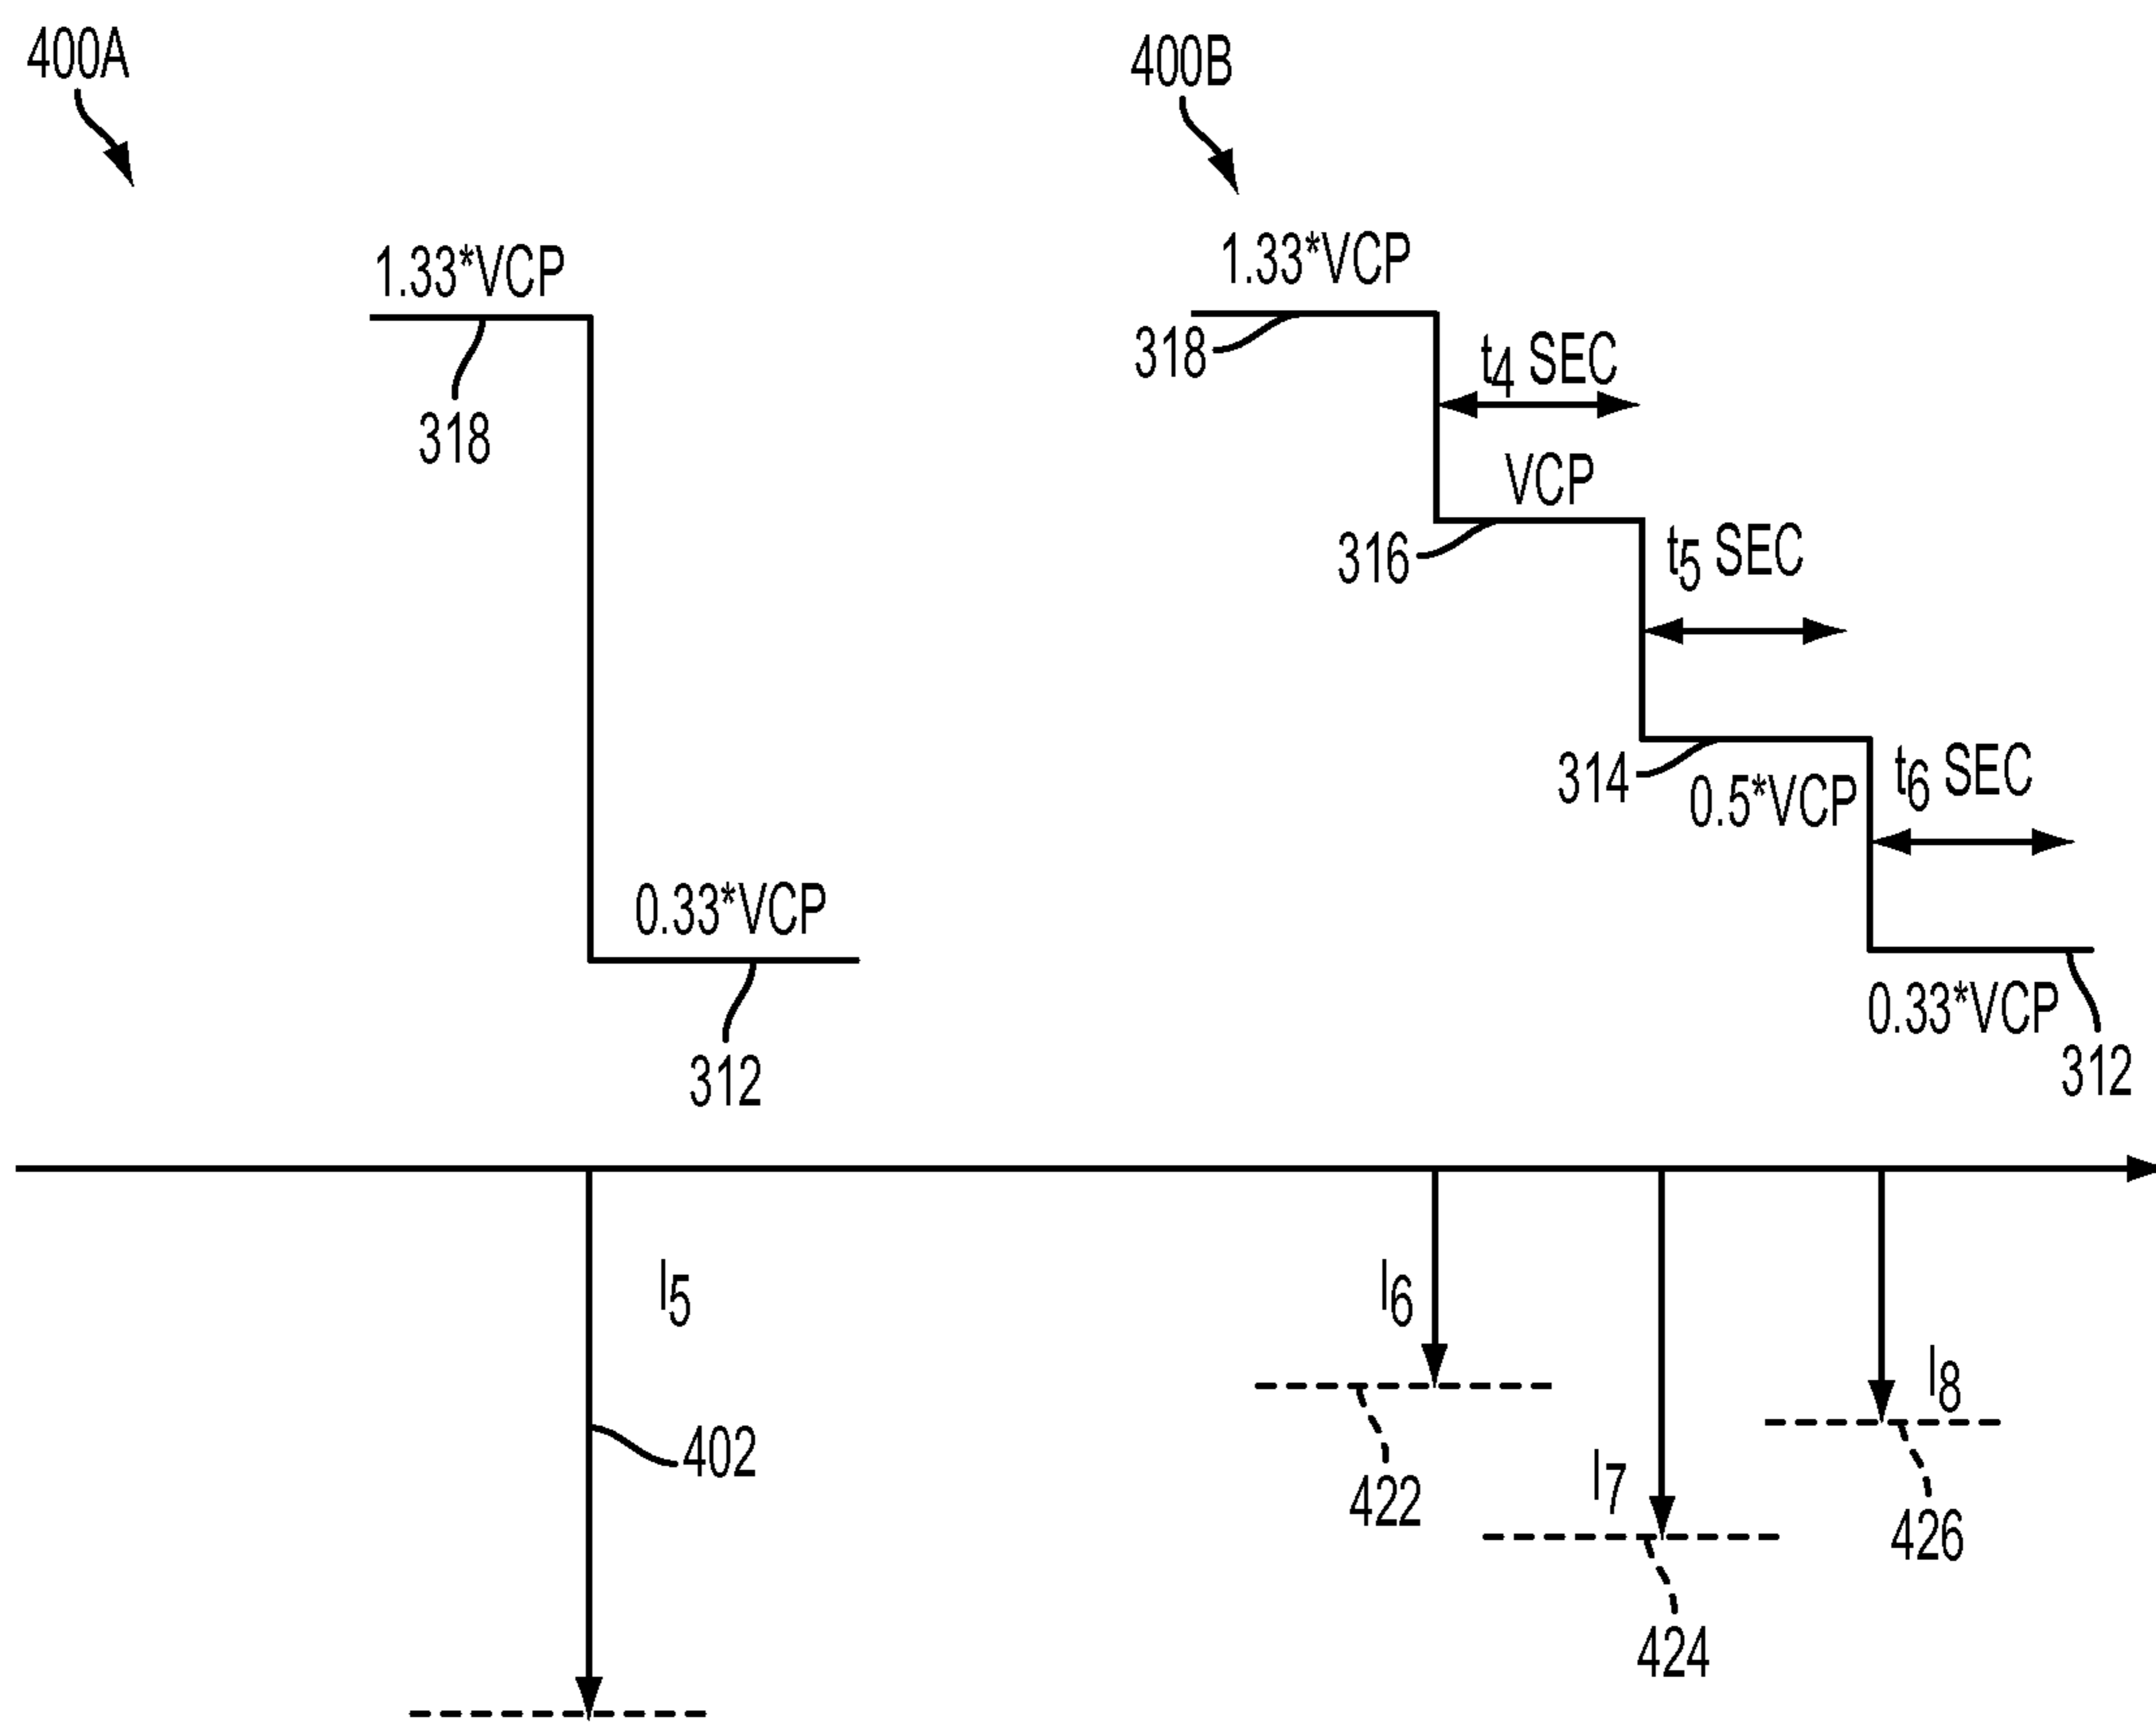 400A
400B
1.33*VCP
318
0.33*VCP
312
1.33*VCP
318
t4 SEC
VCP
316
t5 SEC
314
0.5*VCP
t6 SEC
0.33*VCP
312
I5
402
I6
422
I7
424
I8
426